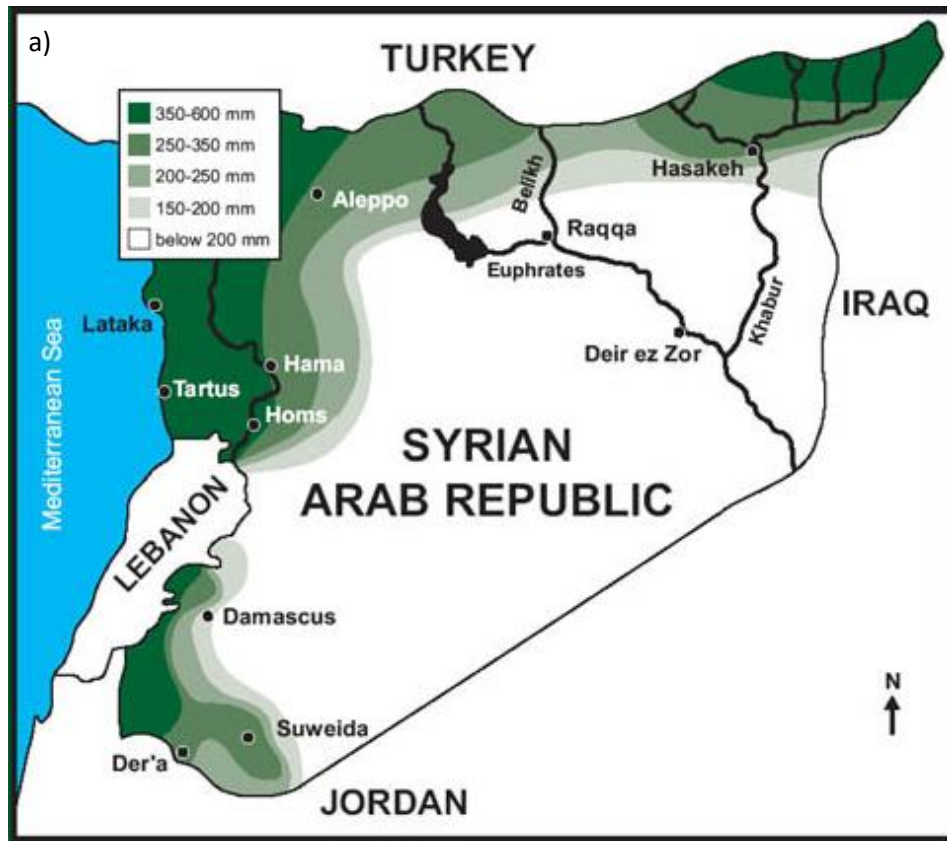 a)
TURKEY
350-600 mm
250-350 mm
200-250 mm
150-200 mm
below 200 mm
Aleppo
Belikh
Hasakeh
Raqqa
Euphrates
Khabur
IRAQ
Lataka
Deir ez Zor
Hama
Tartus
Homs
Mediterranean Sea
SYRIAN
ARAB REPUBLIC
LEBANON
Damascus
N
Suweida
Der'a
JORDAN